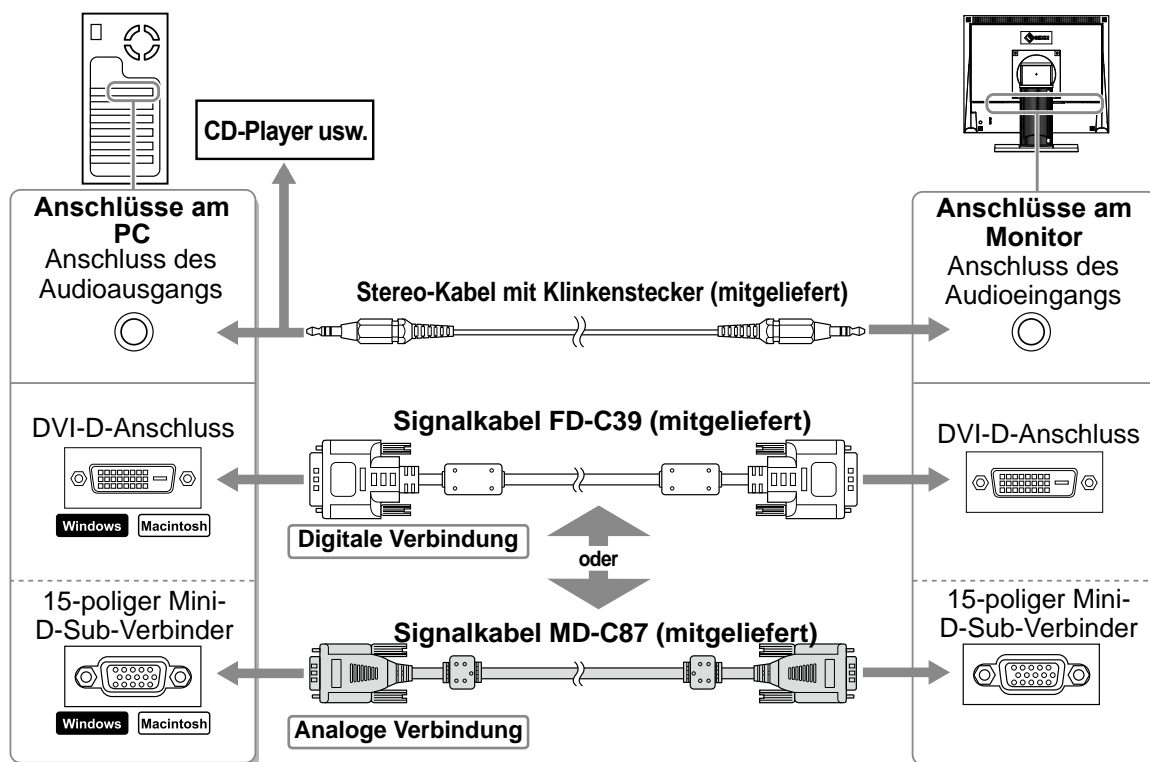 CD-Player usw.
Anschlüsse am
PC
Anschluss des
Audioausgangs
Stereo-Kabel mit Klinkenstecker (mitgeliefert)
Anschlüsse am
Monitor
Anschluss des
Audioeingangs
DVI-D-Anschluss
Windows
Macintosh
Signalkabel FD-C39 (mitgeliefert)
Digitale Verbindung
DVI-D-Anschluss
oder
15-poliger Mini-
D-Sub-Verbinder
Windows
Macintosh
Signalkabel MD-C87 (mitgeliefert)
Analoge Verbindung
15-poliger Mini-
D-Sub-Verbinder